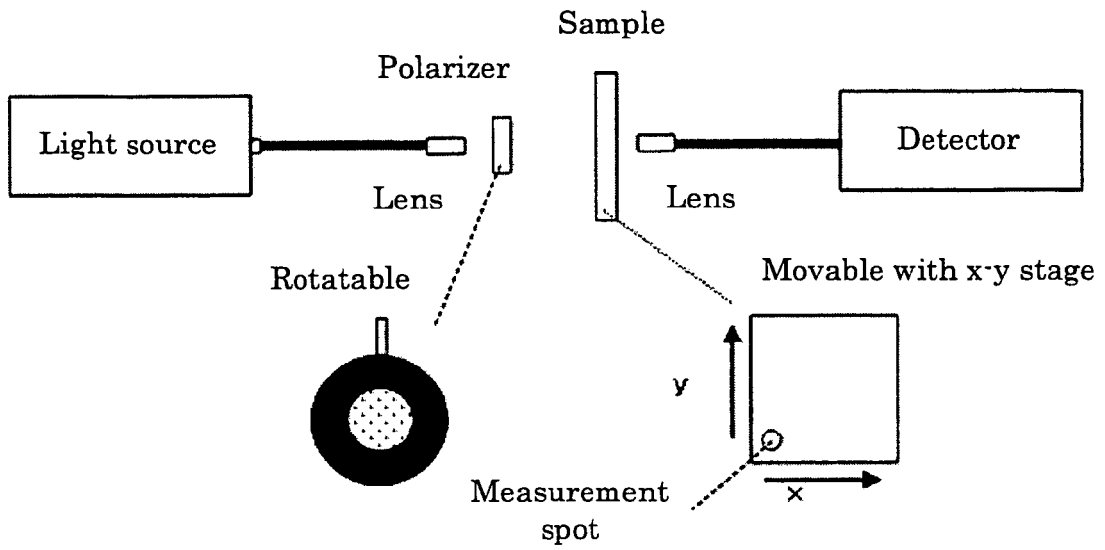 Sample
Polarizer
Light source
Detector
Lens
Lens
Rotatable
Movable with x-y stage
y
x
Measurement
spot